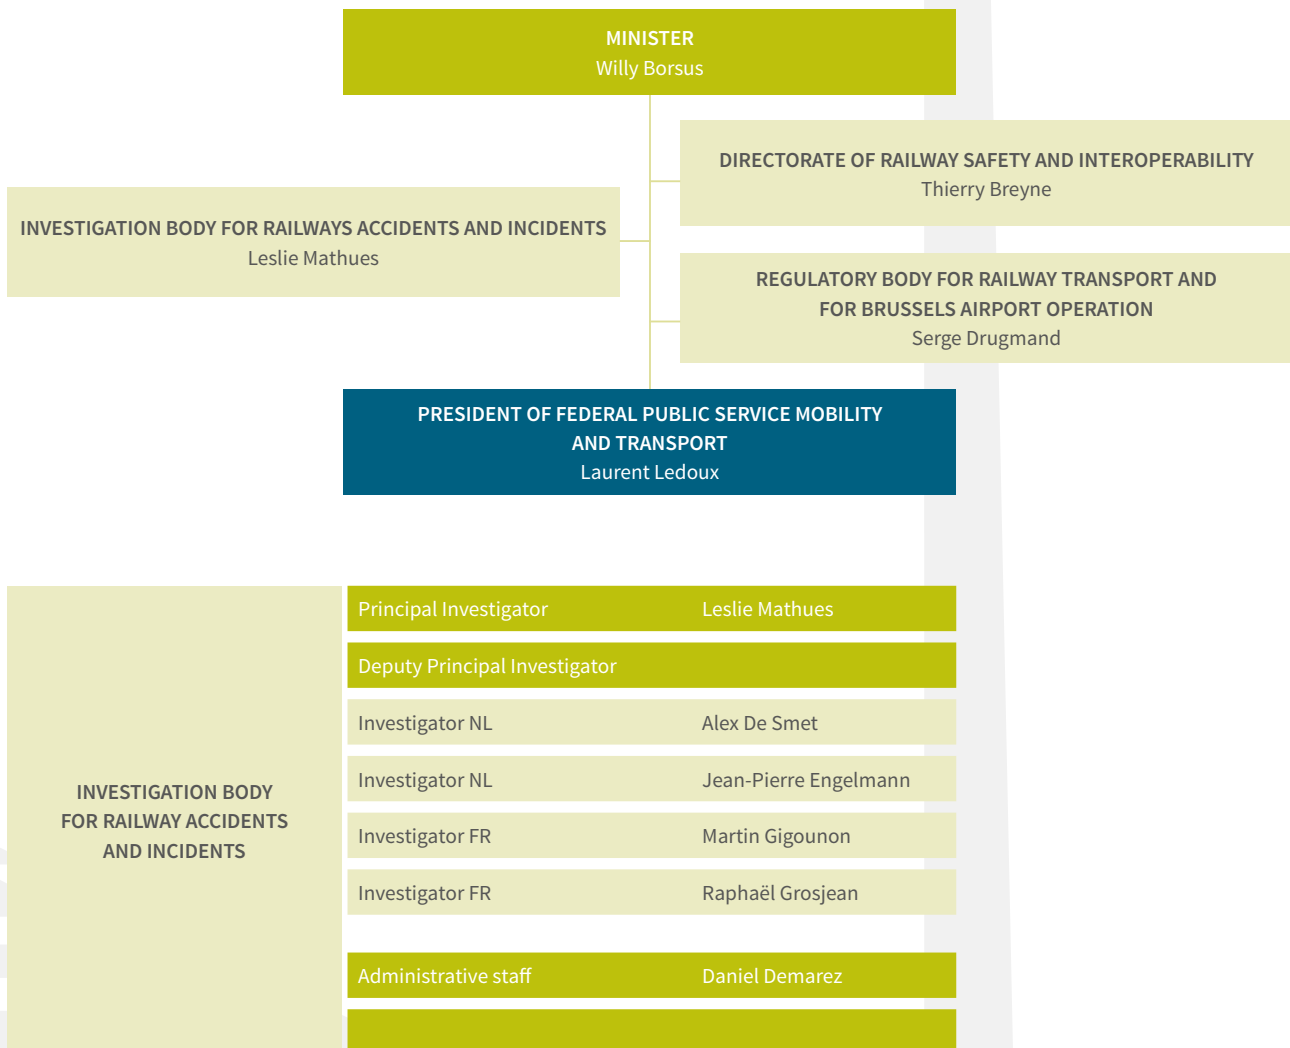 MINISTER
Willy Borsus
DIRECTORATE OF RAILWAY SAFETY AND INTEROPERABILITY
Thierry Breyne
INVESTIGATION BODY FOR RAILWAYS ACCIDENTS AND INCIDENTS
Leslie Mathues
REGULATORY BODY FOR RAILWAY TRANSPORT AND
FOR BRUSSELS AIRPORT OPERATION
Serge Drugmand
PRESIDENT OF FEDERAL PUBLIC SERVICE MOBILITY
AND TRANSPORT
Laurent Ledoux
INVESTIGATION BODY
FOR RAILWAY ACCIDENTS
AND INCIDENTS
Principal Investigator Leslie Mathues
Deputy Principal Investigator
Investigator NL Alex De Smet
Investigator NL Jean-Pierre Engelmann
Investigator FR Martin Gigounon
Investigator FR Raphaël Grosjean
Administrative staff Daniel Demarez